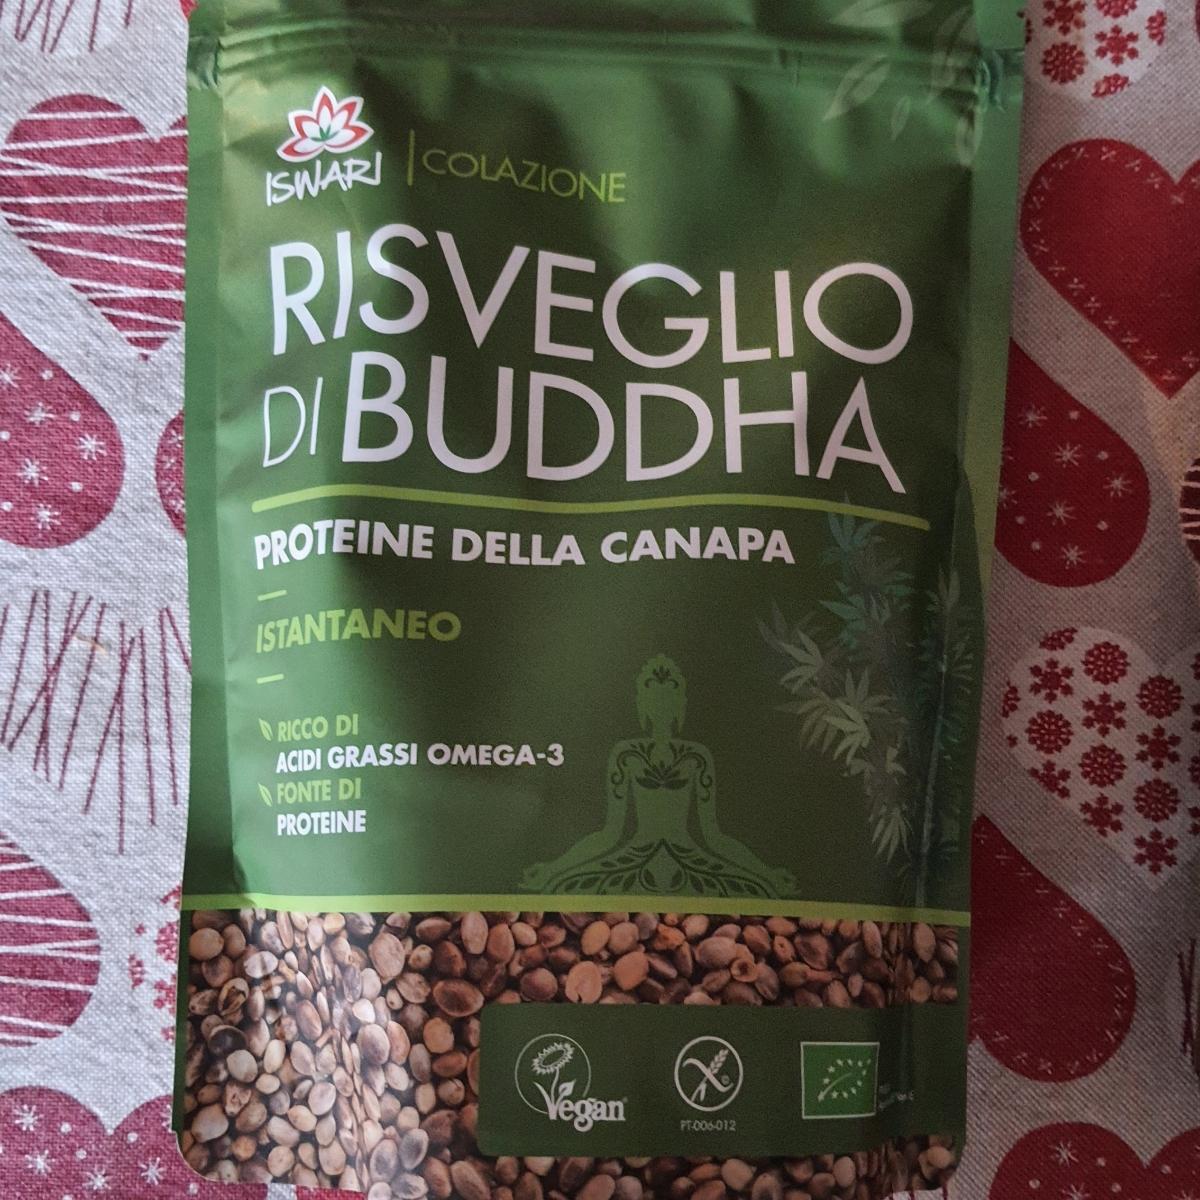 ISWARI
COLAZIONE
RISVEGLIO
DI BUDDHA
PROTEINE DELLA CANAPA
ISTANTANEO
RICCO DI
ACIDI GRASSI OMEGA-3
FONTE DI
PROTEINE
Vegan
PT-006-012